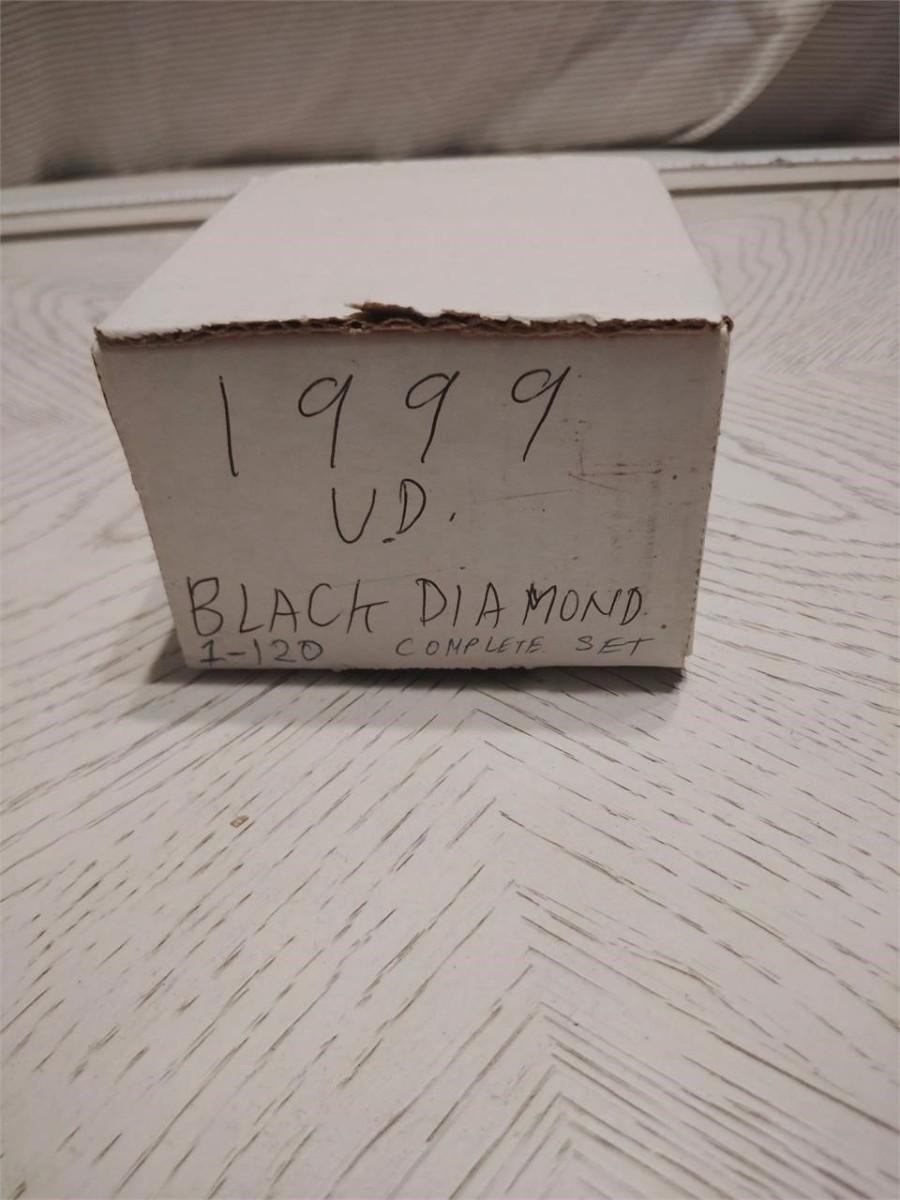 1999
U.D.
BLACK DIAMOND
1-120 COMPLETE SET